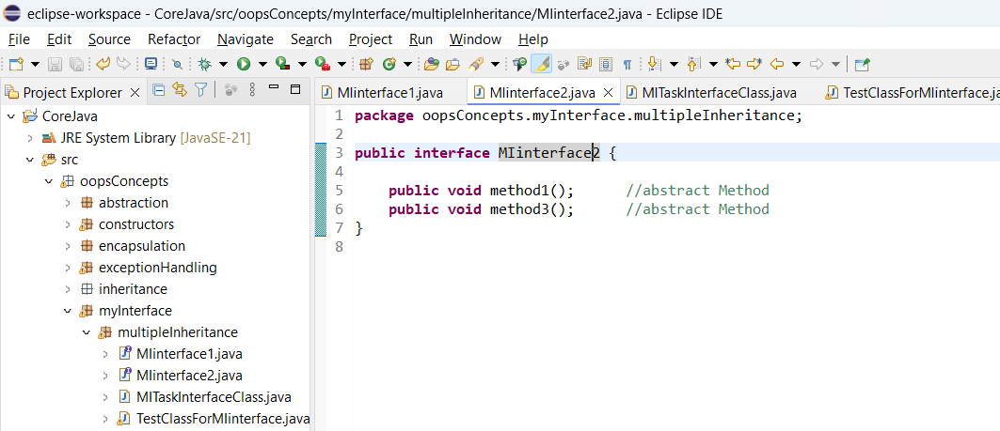 eclipse-workspace - CoreJava/src/oopsConcepts/myInterface/multipleInheritance/MIinterface2.java - Eclipse IDE
File Edit Source Refactor Navigate Search Project Run Window Help
Project Explorer
MIinterface1.java MIinterface2.java MITaskInterfaceClass.java TestClassForMIinterface.ja
CoreJava
JRE System Library [JavaSE-21]
src
oopsConcepts
abstraction
constructors
encapsulation
exceptionHandling
inheritance
myInterface
multipleInheritance
MIinterface1.java
MIinterface2.java
MITaskInterfaceClass.java
TestClassForMIinterface.java
1 package oopsConcepts.myInterface.multipleInheritance;
2
3 public interface MIinterface2 {
4
5 public void method1(); //abstract Method
6 public void method3(); //abstract Method
7 }
8